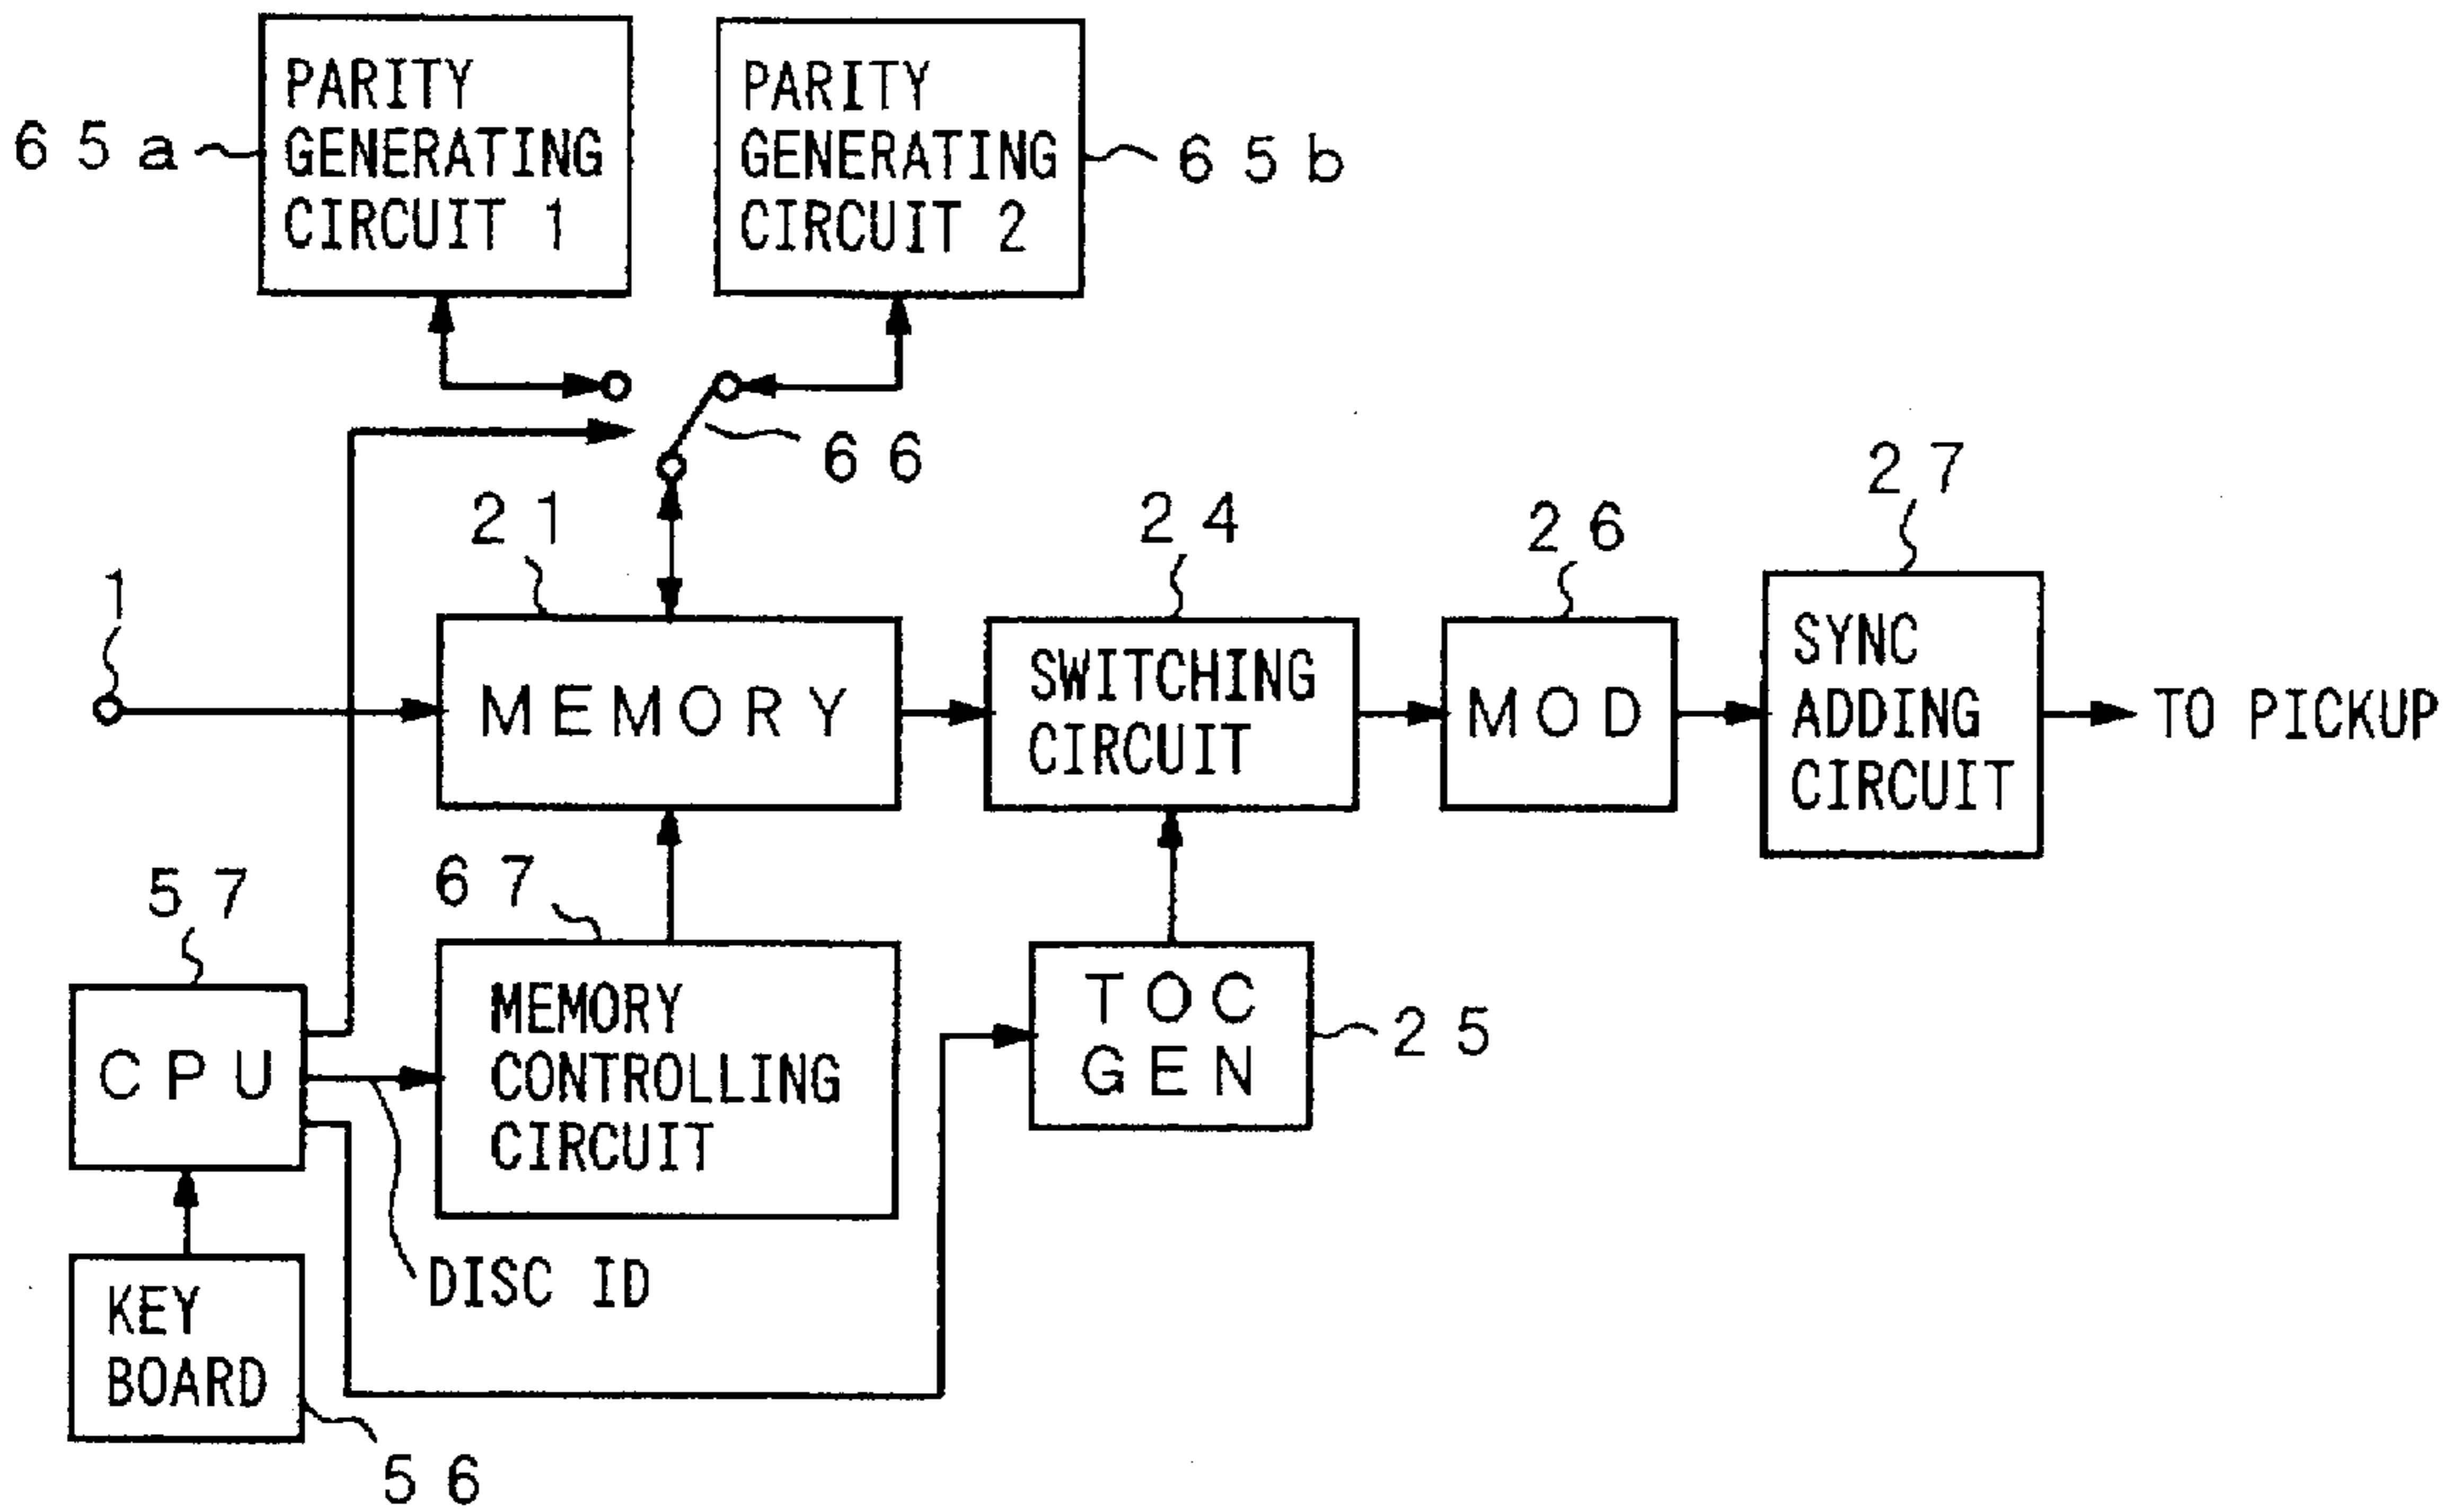 PARITY
GENERATING
CIRCUIT 1
PARITY
GENERATING
CIRCUIT 2
65a
65b
66
21
24
26
27
1
MEMORY
SWITCHING
CIRCUIT
MOD
SYNC
ADDING
CIRCUIT
TO PICKUP
57
67
CPU
MEMORY
CONTROLLING
CIRCUIT
TOC
GEN
25
DISC ID
KEY
BOARD
56